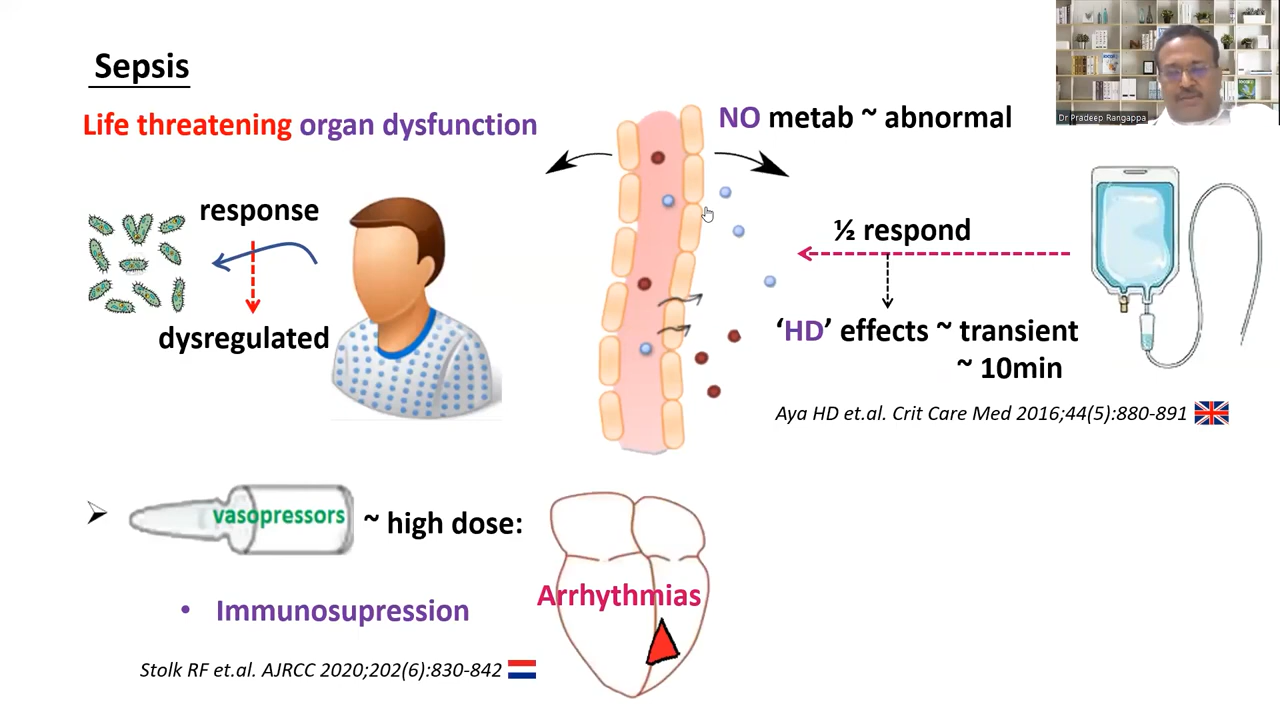 Sepsis
Life threatening organ dysfunction
response
dysregulated
NO metab ~ abnormal
½ respond
‘HD’ effects ~ transient
~ 10min
Aya HD et.al. Crit Care Med 2016;44(5):880-891
vasopressors ~ high dose:
Arrhythmias
• Immunosupression
Stolk RF et.al. AJRCC 2020;202(6):830-842
Dr Pradeep Rangappa